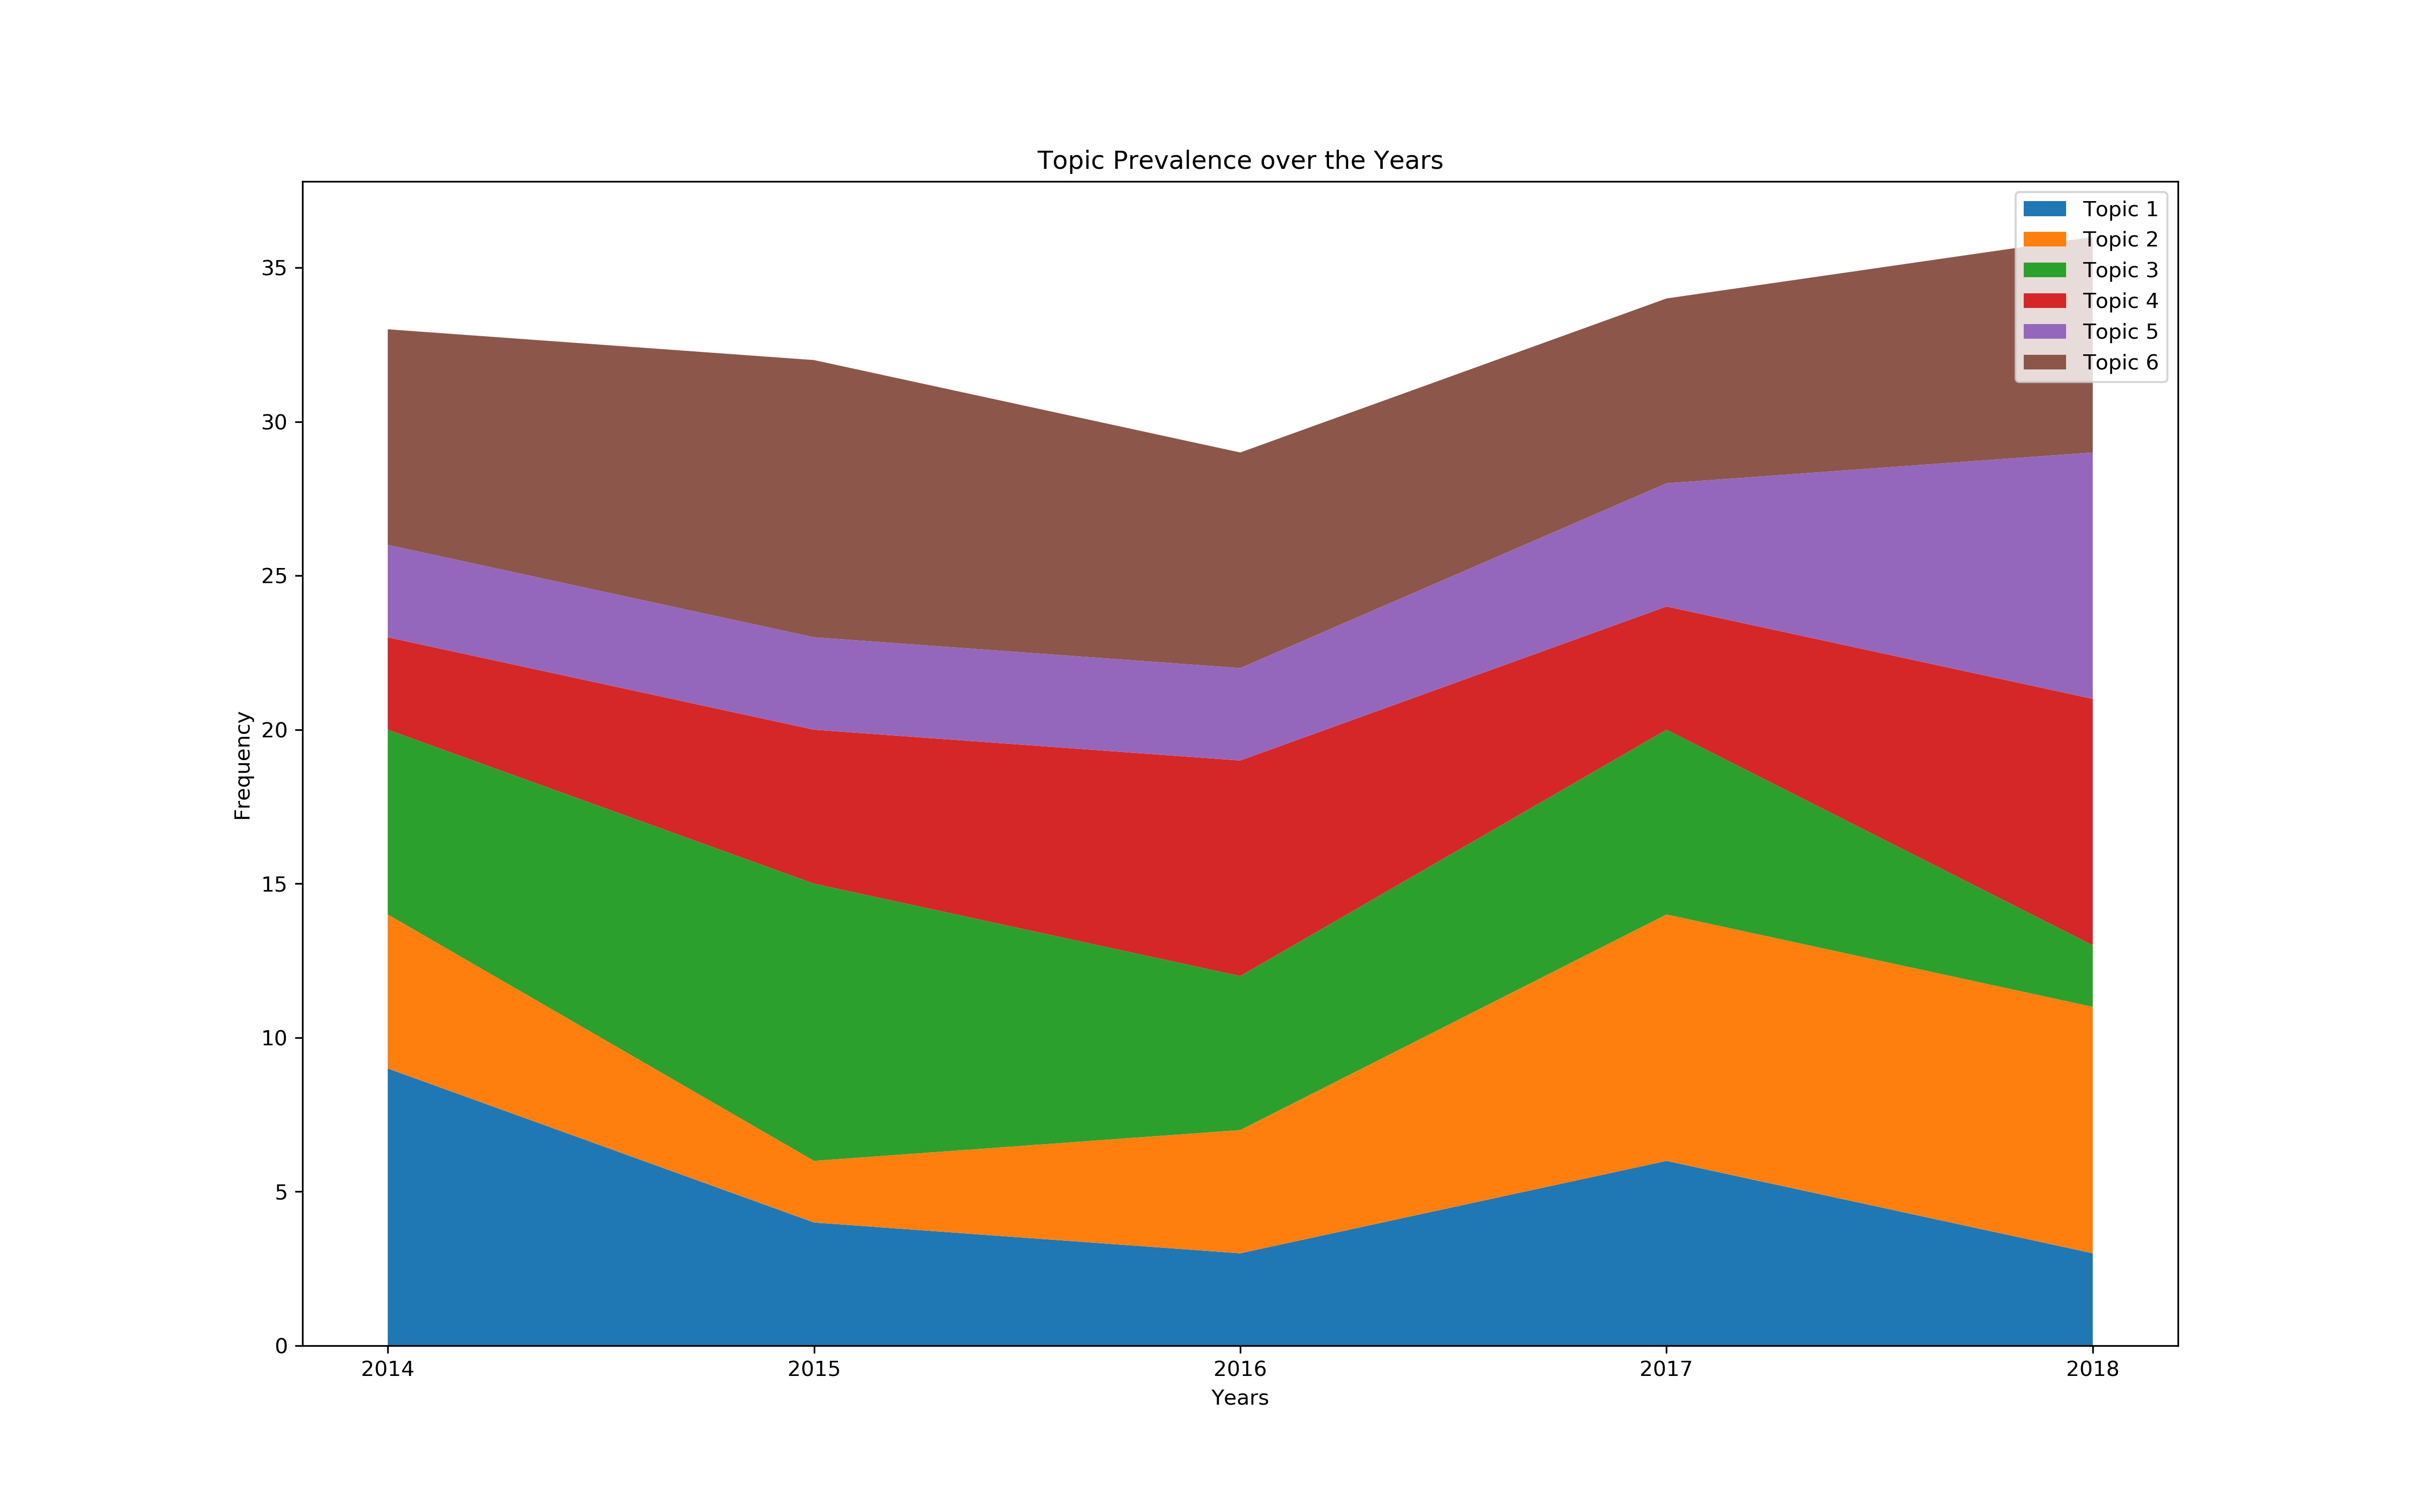 Topic Prevalence over the Years
Topic 1
Topic 2
Topic 3
Topic 4
Topic 5
Topic 6
35
30
25
20
15
10
5
0
Frequency
2014 2015 2016 2017 2018
Years